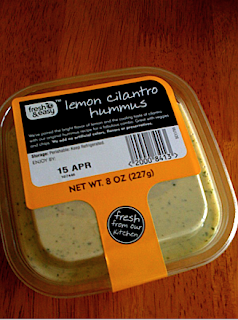 fresh
&easy
™
lemon cilantro
hummus
We've paired the bright flavor of lemon and the cooling taste of cilantro
with our original hummus recipe for a fabulous combo. Great with veggies
and chips. We add no artificial colors, flavors or preservatives.
Storage: Perishable Keep Refrigerated
ENJOY BY:
15 APR
2000 8413
NET WT. 8 OZ (227g)
fresh
from our
Kitchen!